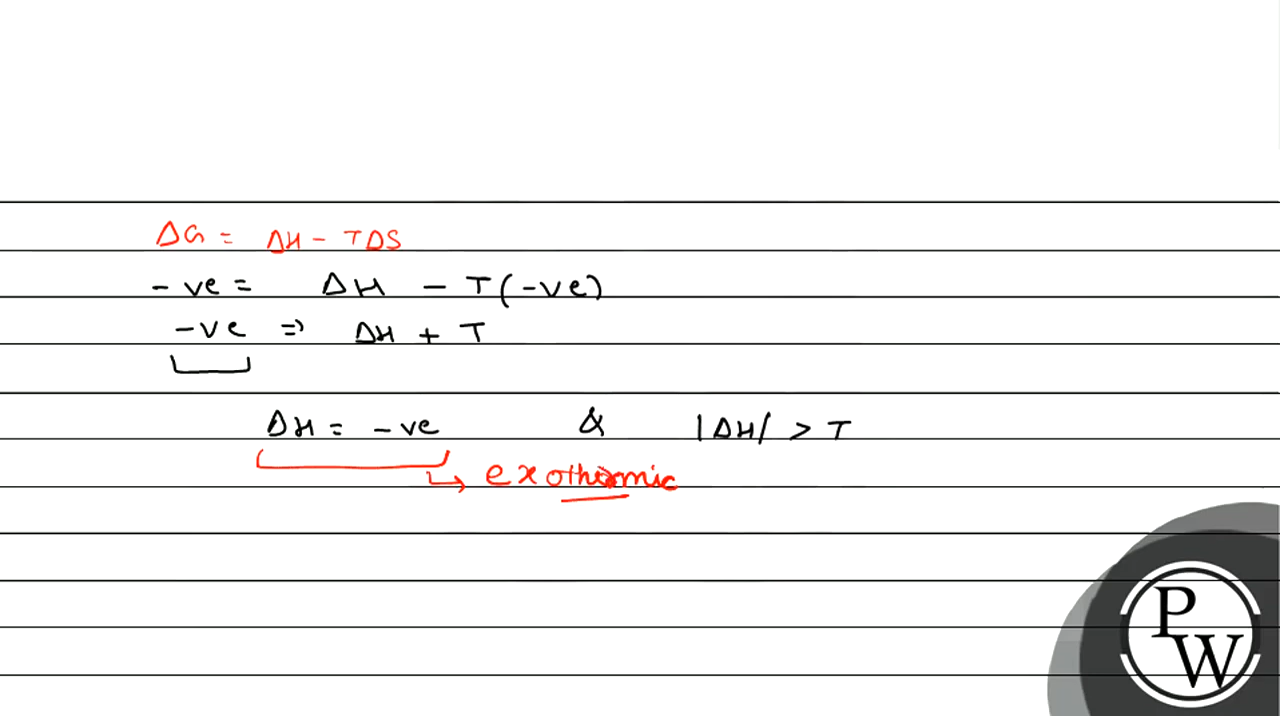 ΔG = ΔH - TΔS
-ve = ΔH - T(-ve)
-ve ⇒ ΔH + T
ΔH = -ve & |ΔH| > T
↳ exothermic
PW